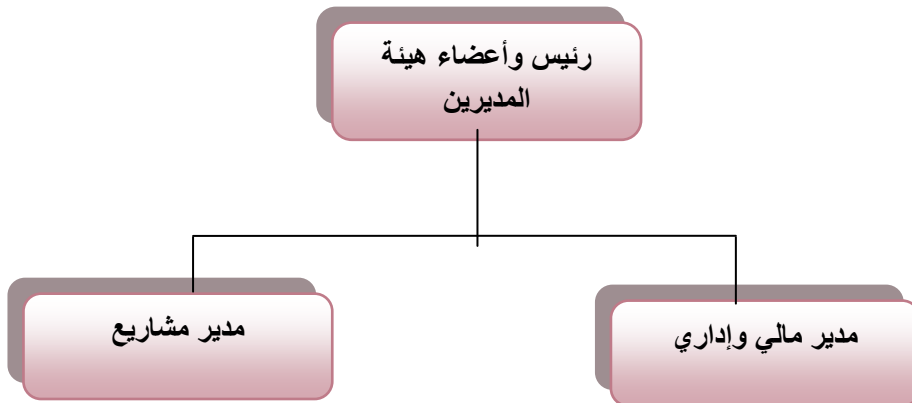 رئيس وأعضاء هيئة
المديرين
مدير مالي وإداري
مدير مشاريع